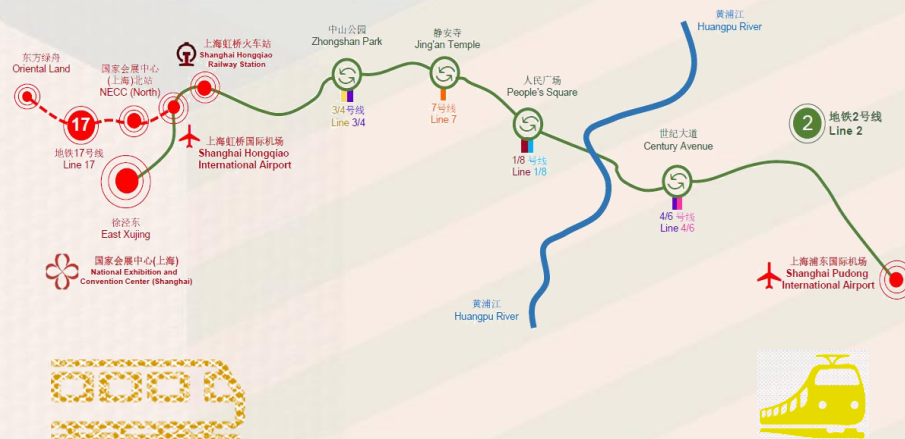 东方绿舟
Oriental Land
17
地铁17号线
Line 17
国家会展中心
(上海)北站
NECC (North)
上海虹桥火车站
Shanghai Hongqiao
Railway Station
上海虹桥国际机场
Shanghai Hongqiao
International Airport
徐泾东
East Xujing
国家会展中心(上海)
National Exhibition and
Convention Center (Shanghai)
中山公园
Zhongshan Park
3/4号线
Line 3/4
静安寺
Jing'an Temple
7号线
Line 7
人民广场
People's Square
1/8 号线
Line 1/8
黄浦江
Huangpu River
黄浦江
Huangpu River
世纪大道
Century Avenue
4/6 号线
Line 4/6
2
地铁2号线
Line 2
上海浦东国际机场
Shanghai Pudong
International Airport